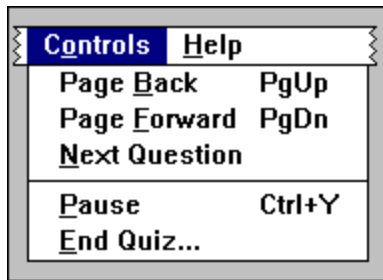 Controls Help
Page Back PgUp
Page Forward PgDn
Next Question
Pause Ctrl+Y
End Quiz...